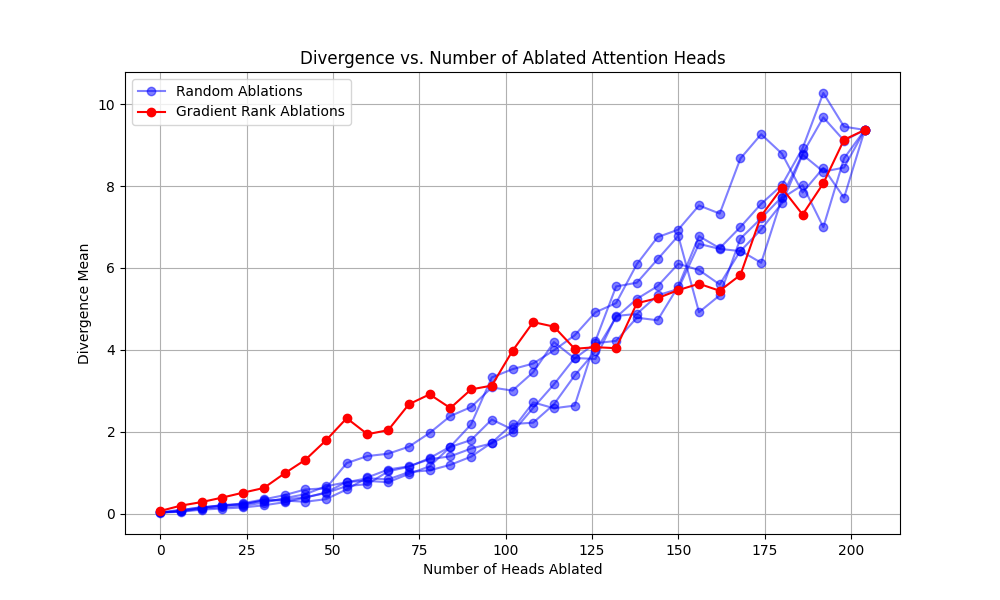 Divergence vs. Number of Ablated Attention Heads
Random Ablations
Gradient Rank Ablations
10
8
6
4
2
0
Divergence Mean
0 25 50 75 100 125 150 175 200
Number of Heads Ablated